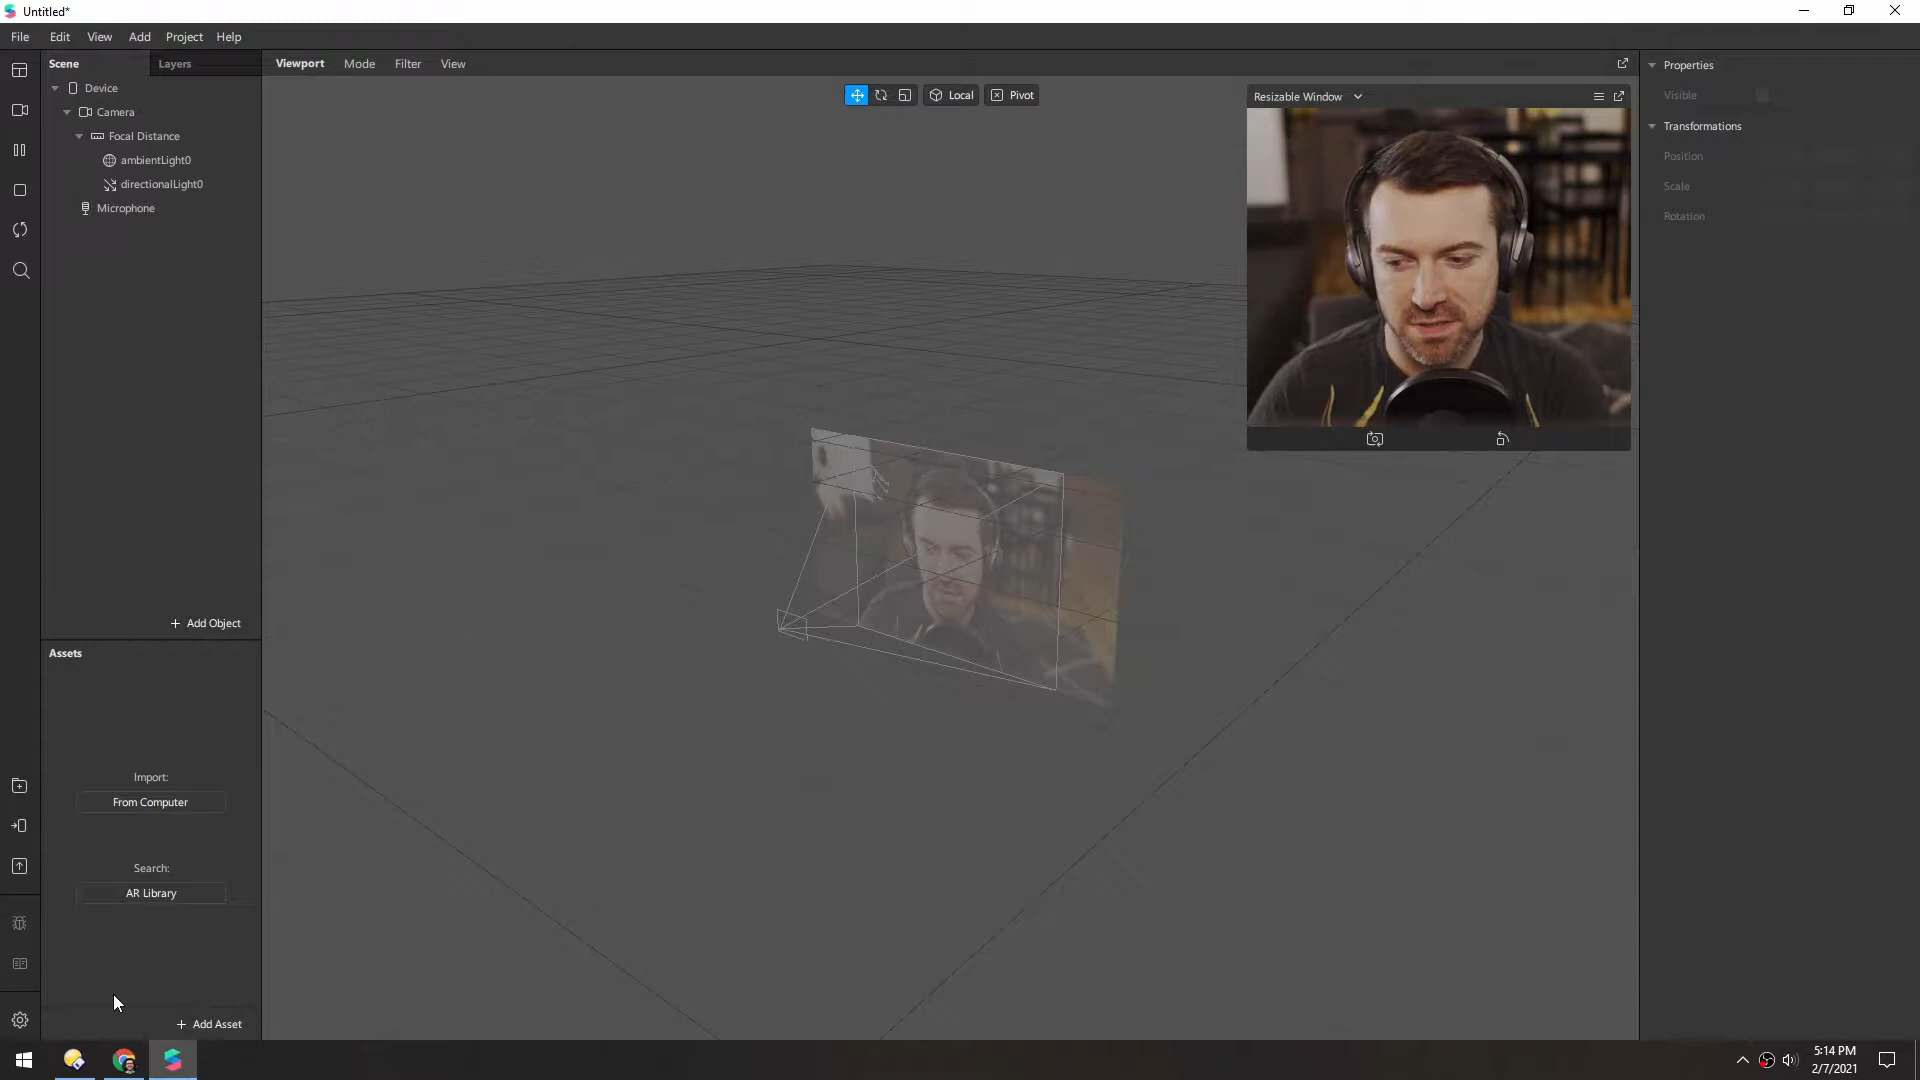 Untitled*
File Edit View Add Project Help
Scene Layers
Viewport Mode Filter View
Local Pivot
Resizable Window
Properties
Visible
Transformations
Position
Scale
Rotation
Device
Camera
Focal Distance
ambientLight0
directionalLight0
Microphone
+ Add Object
Assets
Import:
From Computer
Search:
AR Library
+ Add Asset
5:14 PM
2/7/2021